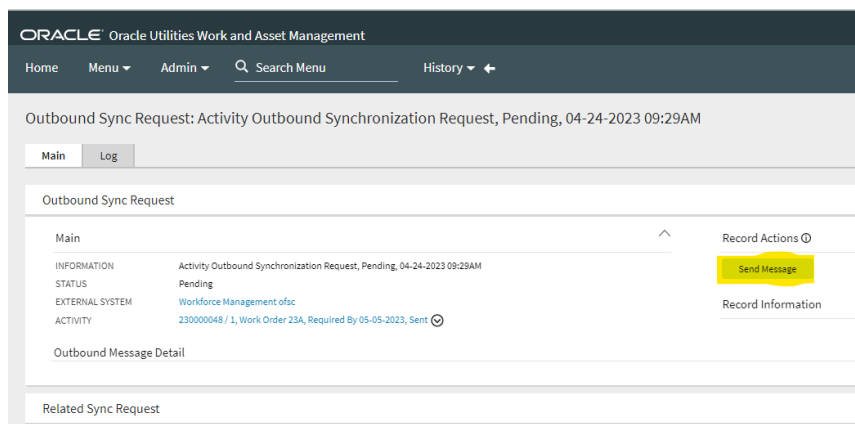 ORACLE Oracle Utilities Work and Asset Management
Home Menu Admin Search Menu History
Outbound Sync Request: Activity Outbound Synchronization Request, Pending, 04-24-2023 09:29AM
Main Log
Outbound Sync Request
Main
INFORMATION Activity Outbound Synchronization Request, Pending, 04-24-2023 09:29AM
STATUS Pending
EXTERNAL SYSTEM Workforce Management ofsc
ACTIVITY 230000048 / 1, Work Order 23A, Required By 05-05-2023, Sent
Outbound Message Detail
Record Actions
Send Message
Record Information
Related Sync Request